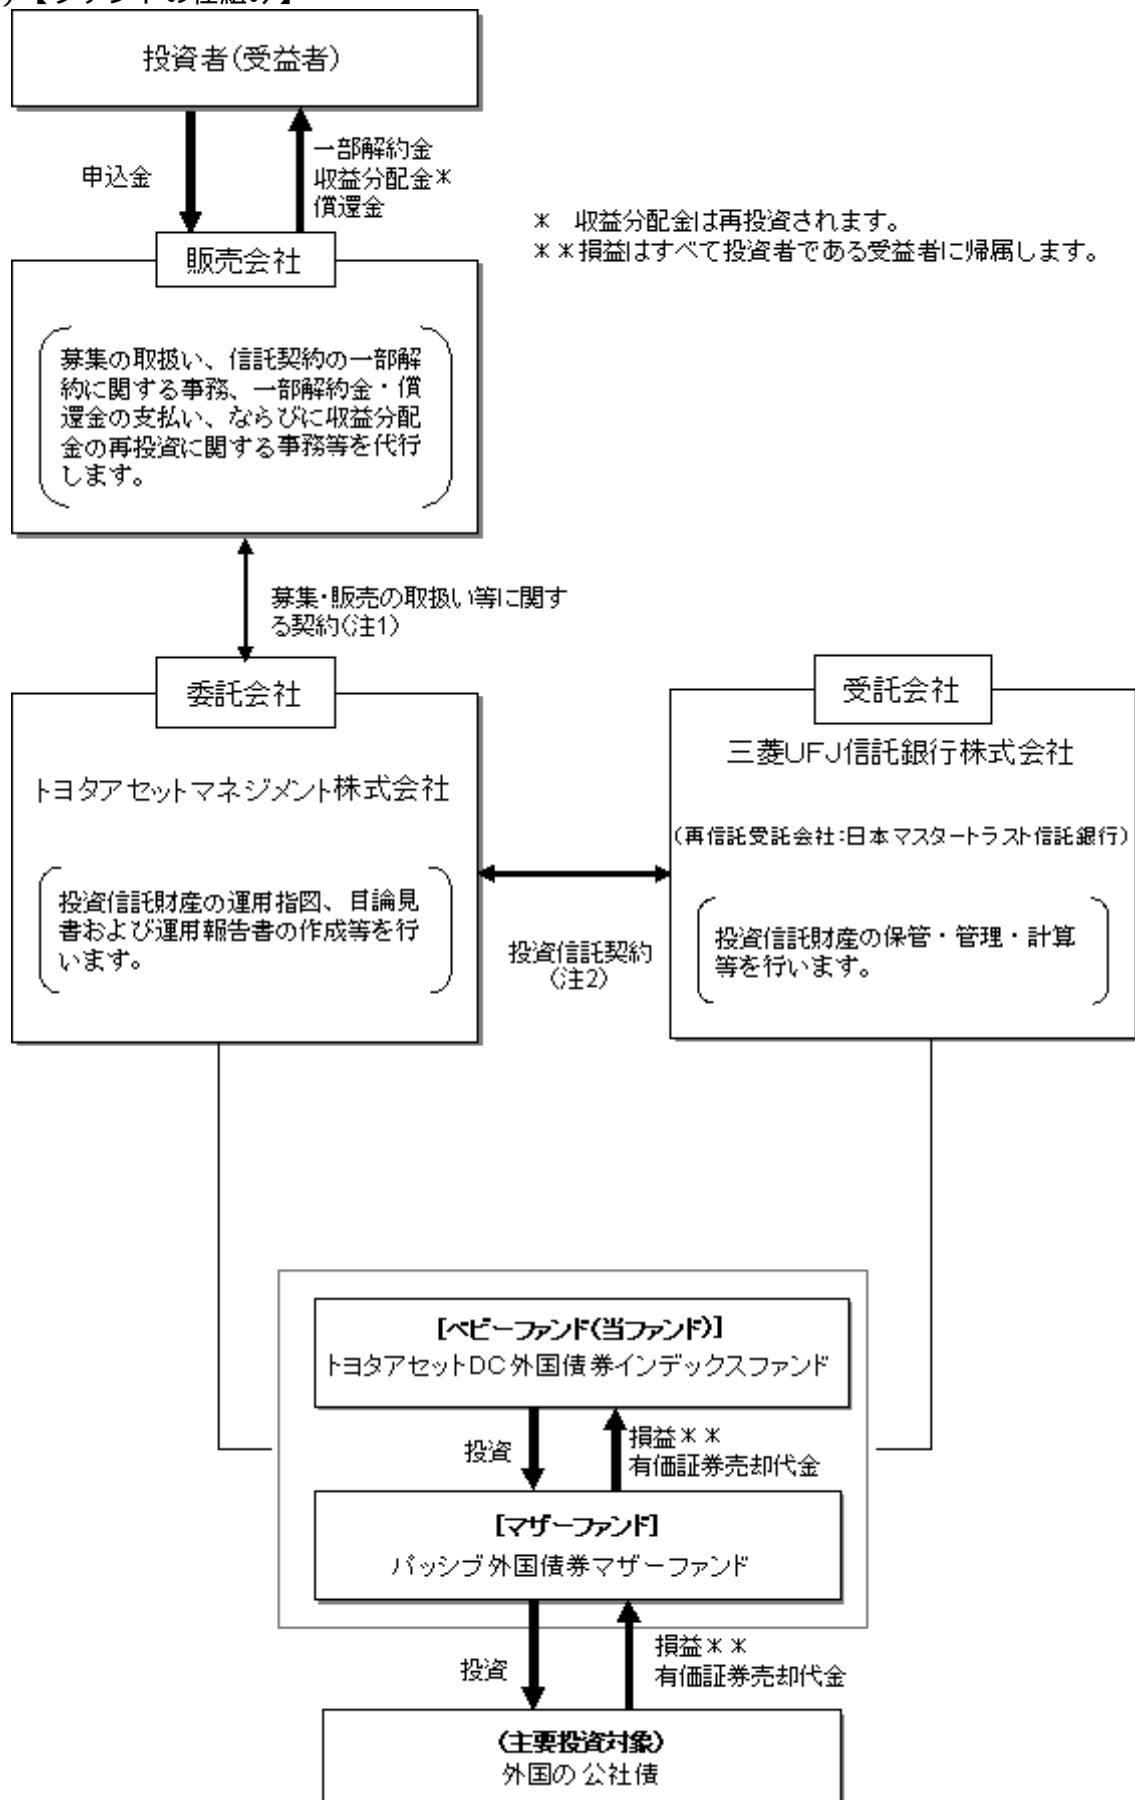 )【ファンドの仕組み】
投資者(受益者)
申込金
一部解約金
収益分配金＊
償還金
＊　収益分配金は再投資されます。
＊＊損益はすべて投資者である受益者に帰属します。
販売会社
募集の取扱い、信託契約の一部解
約に関する事務、一部解約金・償
還金の支払い、ならびに収益分配
金の再投資に関する事務等を代行
します。
募集・販売の取扱い等に関す
る契約(注1)
委託会社
トヨタアセットマネジメント株式会社
投資信託財産の運用指図、目論見
書および運用報告書の作成等を行
います。
投資信託契約
(注2)
受託会社
三菱UFJ信託銀行株式会社
(再信託受託会社：日本マスタートラスト信託銀行)
投資信託財産の保管・管理・計算
等を行います。
[ベビーファンド(当ファンド)]
トヨタアセットDC外国債券インデックスファンド
投資
損益＊＊
有価証券売却代金
[マザーファンド]
パッシブ外国債券マザーファンド
投資
損益＊＊
有価証券売却代金
(主要投資対象)
外国の公社債